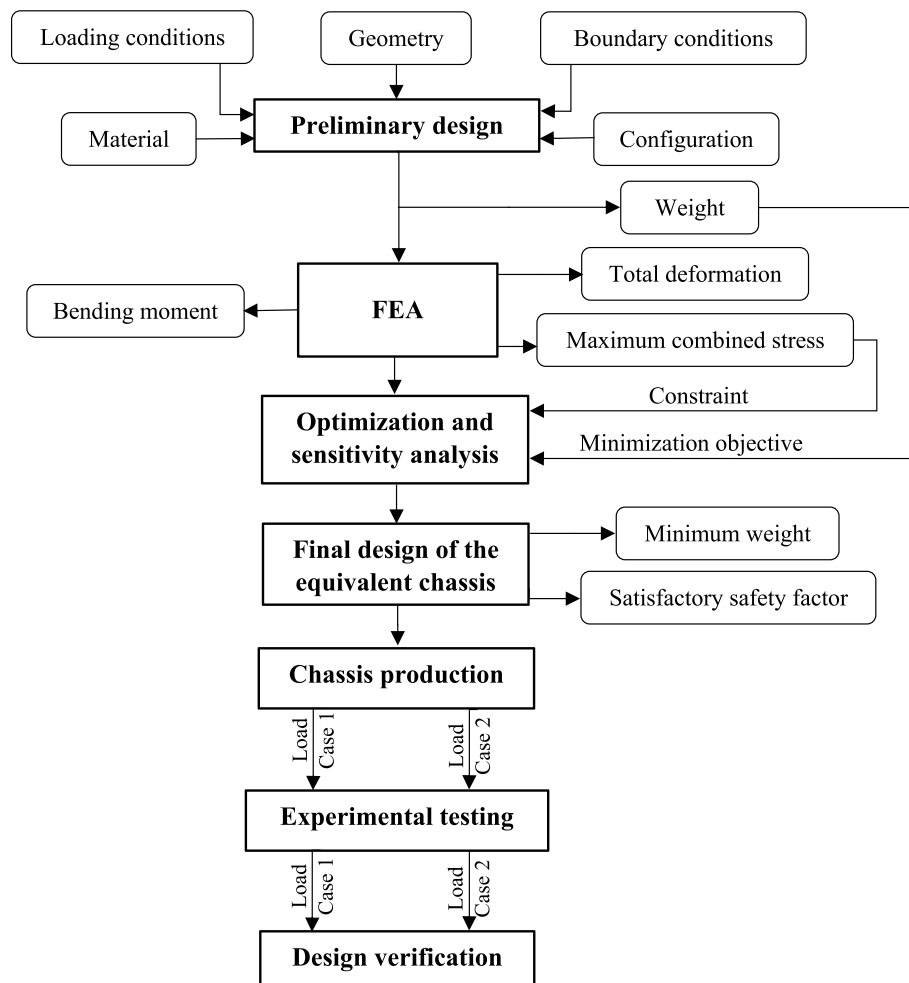 Loading conditions
Geometry
Boundary conditions
Preliminary design
Material
Configuration
Weight
Total deformation
FEA
Bending moment
Maximum combined stress
Constraint
Optimization and
sensitivity analysis
Minimization objective
Final design of the
equivalent chassis
Minimum weight
Satisfactory safety factor
Chassis production
Load
Case 1
Load
Case 2
Experimental testing
Load
Case 1
Load
Case 2
Design verification